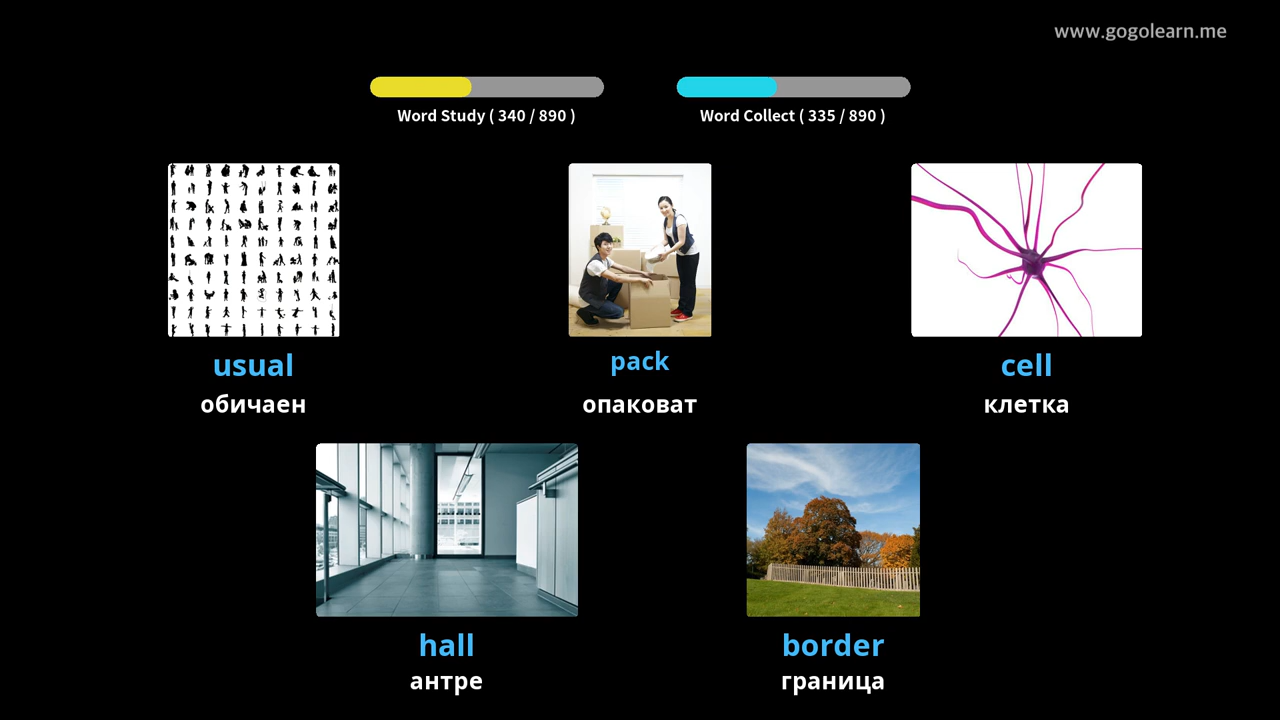 www.gogolearn.me
Word Study ( 340 / 890 )
Word Collect ( 335 / 890 )
usual
обичаен
pack
опаковат
cell
клетка
hall
антре
border
граница